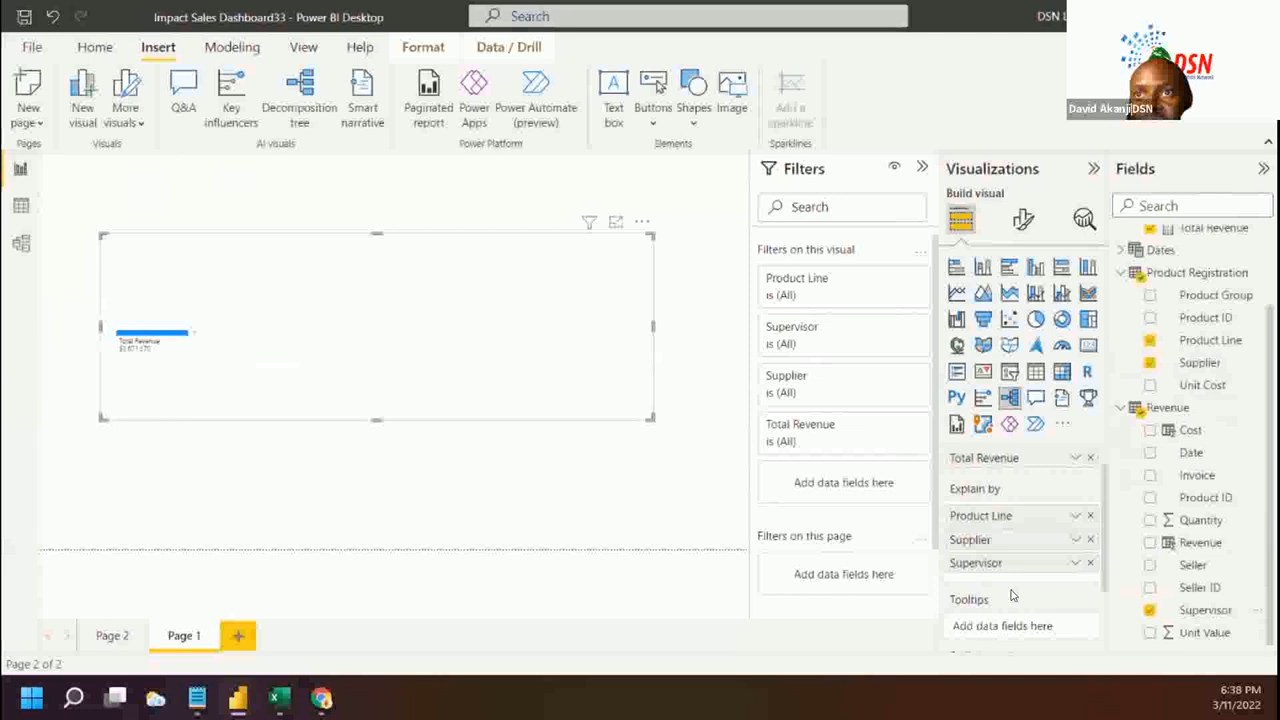 Impact Sales Dashboard33 - Power BI Desktop
Search
DSN L
DSN
David Akanji|DSN
File
Home
Insert
Modeling
View
Help
Format
Data / Drill
New page
New visual
More visuals
Q&A
Key influencers
Decomposition tree
Smart narrative
Paginated report
Power Apps
Power Automate (preview)
A
Text box
Buttons
Shapes
Image
Add a sparkline
Pages
Visuals
AI visuals
Power Platform
Elements
Sparklines
Filters
Search
Filters on this visual
...
Product Line
is (All)
Supervisor
is (All)
Supplier
is (All)
Total Revenue
is (All)
Add data fields here
Filters on this page
...
Add data fields here
Visualizations
Build visual
R
Py
...
Total Revenue
Explain by
Product Line
Supplier
Supervisor
Tooltips
Add data fields here
Fields
Search
Total Revenue
Dates
Product Registration
Product Group
Product ID
Product Line
Supplier
Unit Cost
Revenue
Cost
Date
Invoice
Product ID
Σ Quantity
Revenue
Seller
Seller ID
Supervisor
Σ Unit Value
Total Revenue
Page 2
Page 1
Page 2 of 2
6:38 PM
3/11/2022